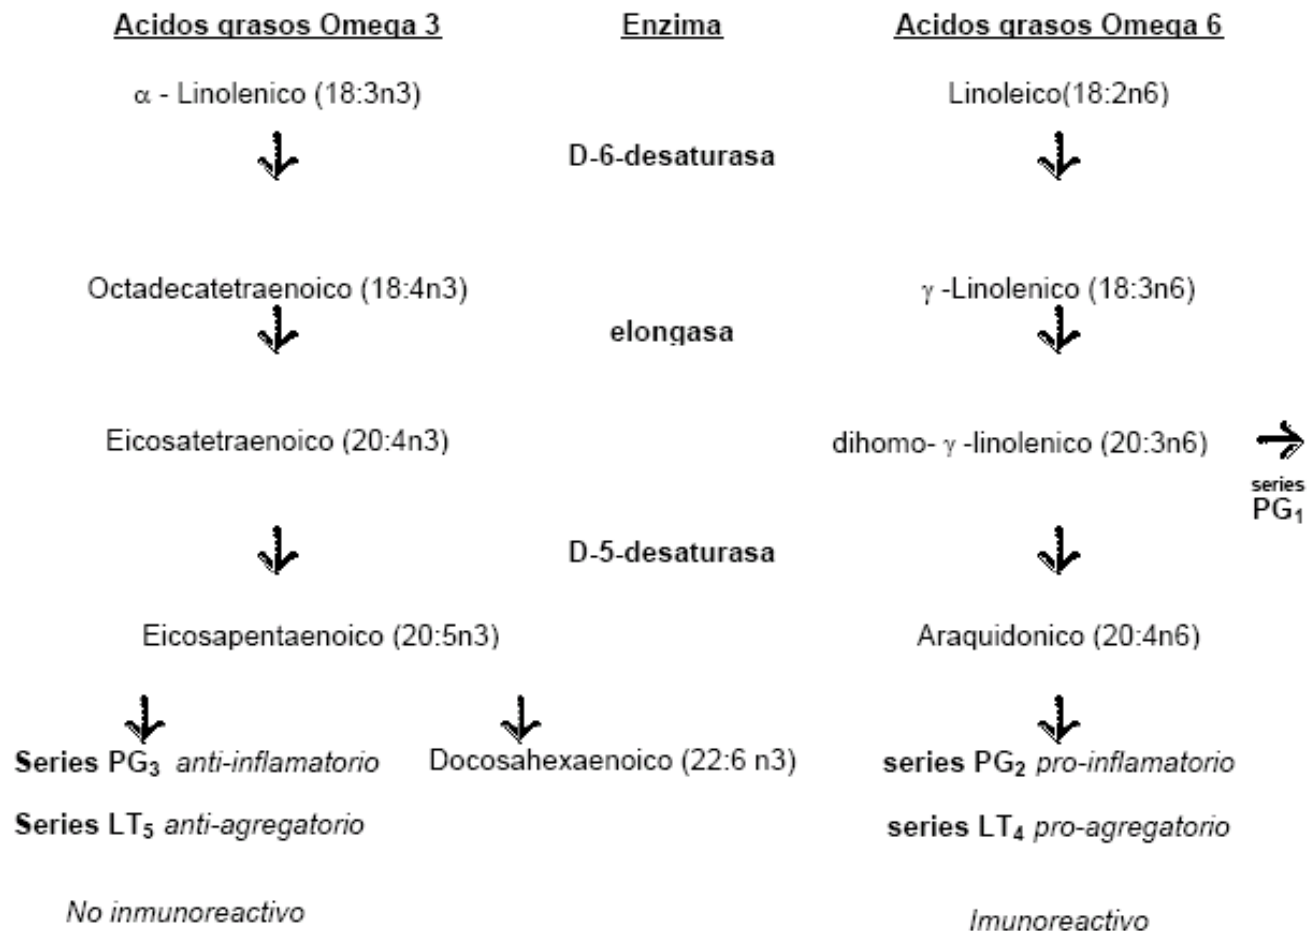 Acidos grasos Omega 3 Enzima Acidos grasos Omega 6
α - Linolenico (18:3n3) Linoleico(18:2n6)
D-6-desaturasa
Octadecatetraenoico (18:4n3) γ -Linolenico (18:3n6)
elongasa
Eicosatetraenoico (20:4n3) dihomo- γ -linolenico (20:3n6)
series
PG₁
D-5-desaturasa
Eicosapentaenoico (20:5n3) Araquidonico (20:4n6)
Series PG₃ anti-inflamatorio Docosahexaenoico (22:6 n3) series PG₂ pro-inflamatorio
Series LT₅ anti-agregatorio series LT₄ pro-agregatorio
No inmunoreactivo Imunoreactivo